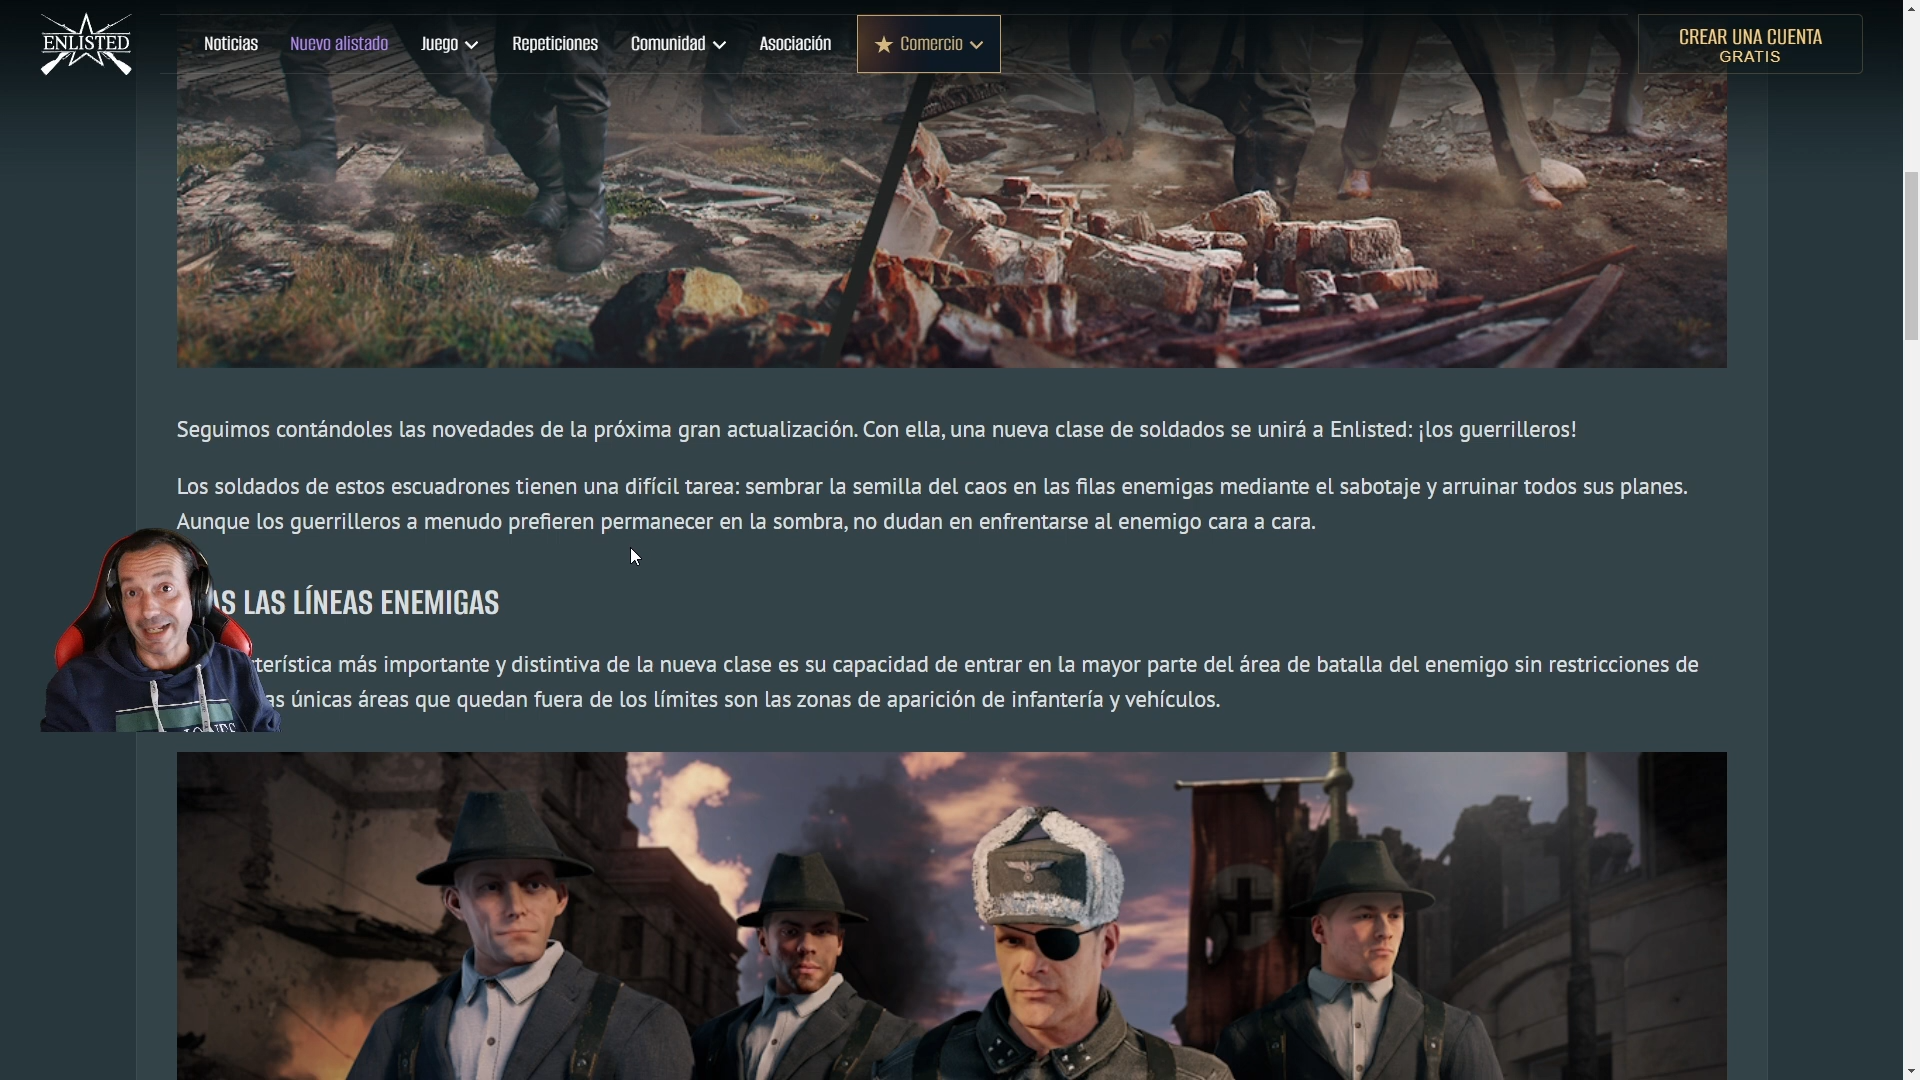 ENLISTED
Noticias
Nuevo alistado
Juego
Repeticiones
Comunidad
Asociación
Comercio
CREAR UNA CUENTA
GRATIS
Seguimos contándoles las novedades de la próxima gran actualización. Con ella, una nueva clase de soldados se unirá a Enlisted: ¡los guerrilleros!
Los soldados de estos escuadrones tienen una difícil tarea: sembrar la semilla del caos en las filas enemigas mediante el sabotaje y arruinar todos sus planes.
Aunque los guerrilleros a menudo prefieren permanecer en la sombra, no dudan en enfrentarse al enemigo cara a cara.
LAS LÍNEAS ENEMIGAS
más importante y distintiva de la nueva clase es su capacidad de entrar en la mayor parte del área de batalla del enemigo sin restricciones de
únicas áreas que quedan fuera de los límites son las zonas de aparición de infantería y vehículos.